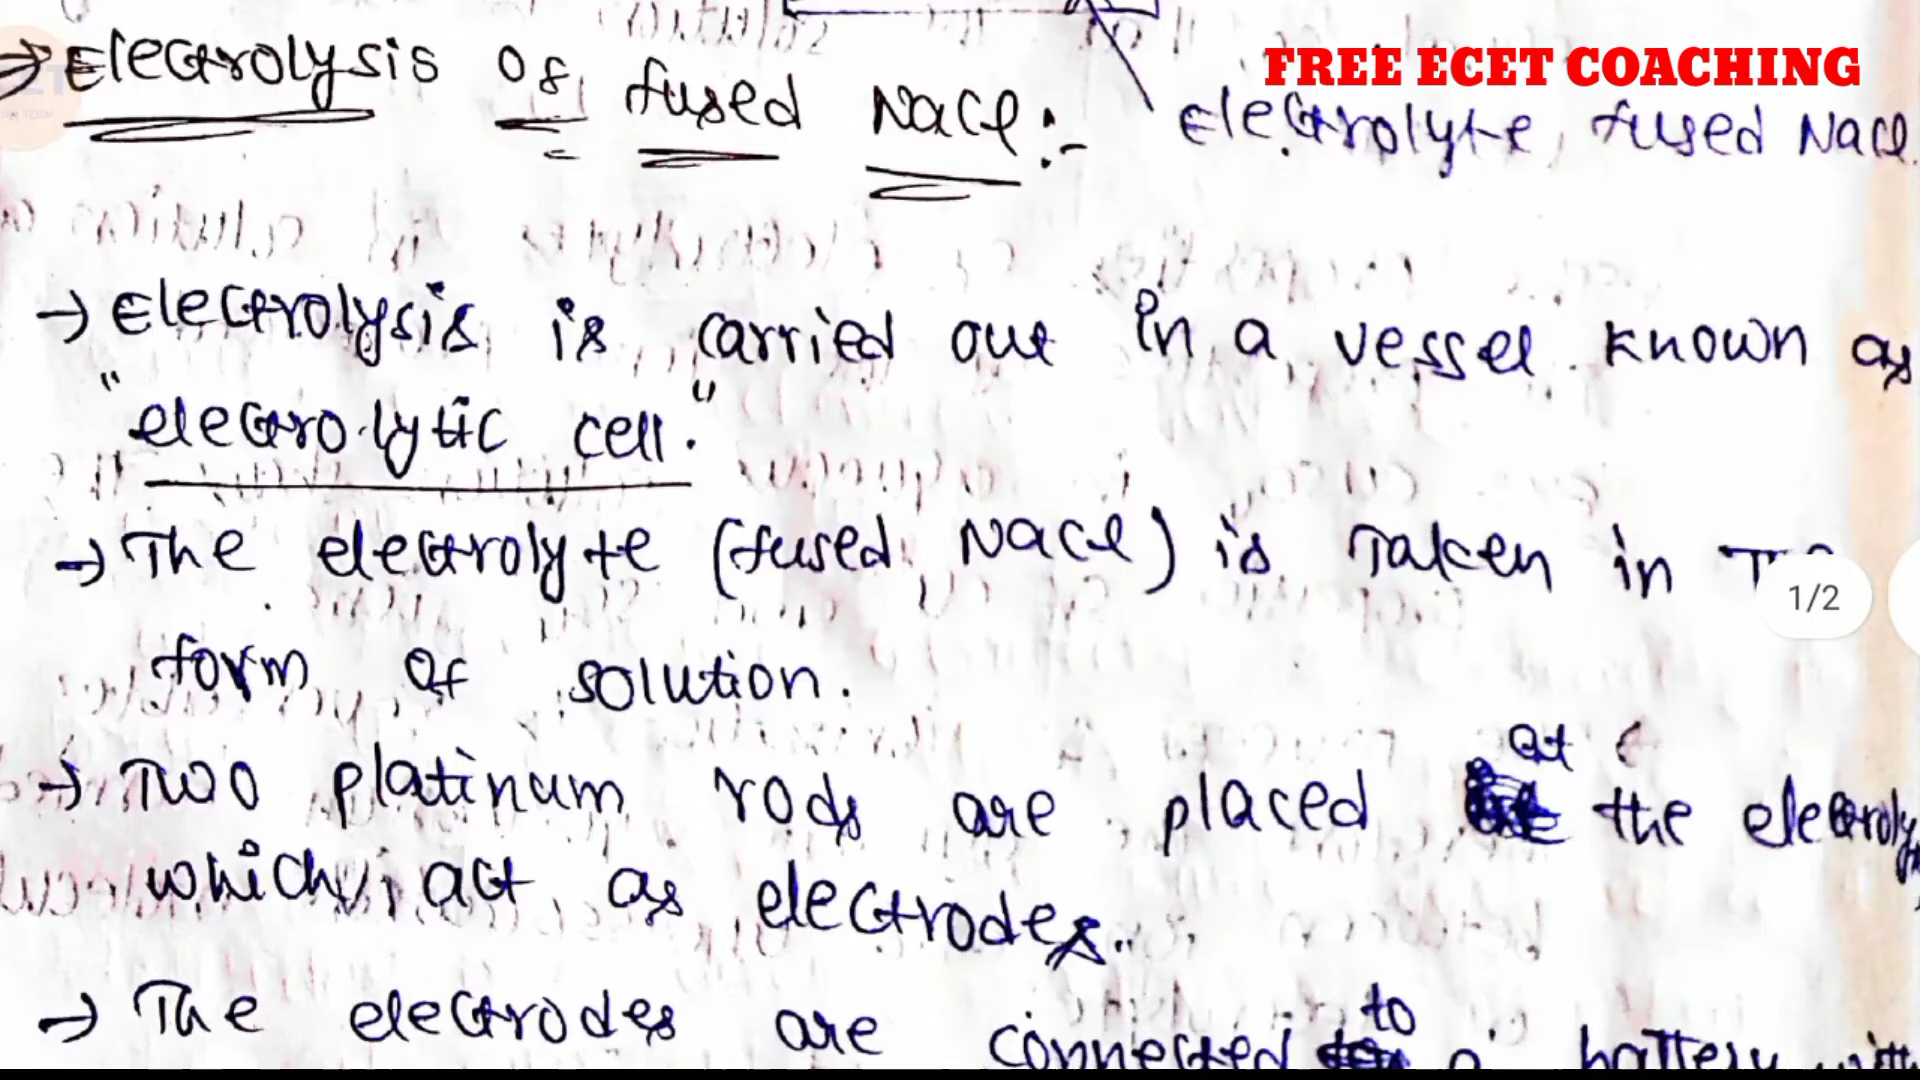 FREE ECET COACHING
→ Electrolysis of fused NaCl :-
Electrolyte, fused NaCl
→ Electrolysis is carried out in a vessel known as
"electrolytic cell."
→ The electrolyte (fused NaCl) is Taken in
form of solution.
→ Two platinum rods are placed at the electroly
which act as electrodes.
→ The electrodes are connected to a battery with
1/2